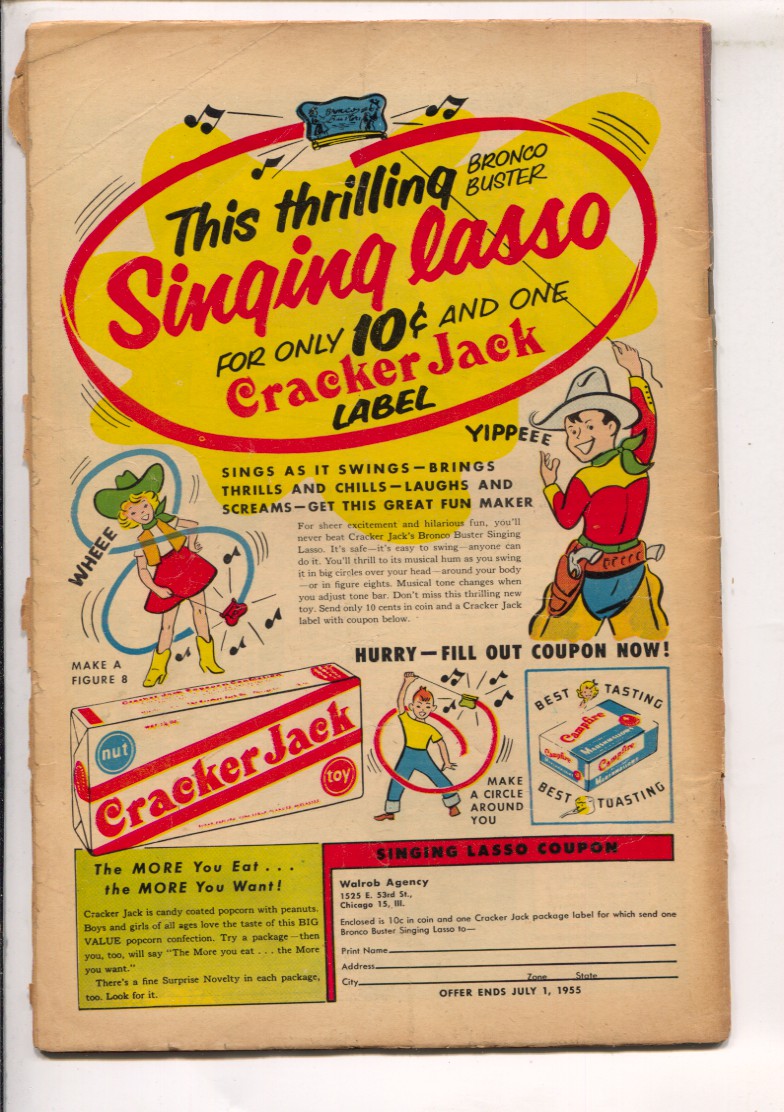 This thrilling BRONCO
BUSTER
Singing lasso
FOR ONLY 10¢ AND ONE
Cracker Jack
LABEL
YIPPEEE
SINGS AS IT SWINGS—BRINGS
THRILLS AND CHILLS—LAUGHS AND
SCREAMS—GET THIS GREAT FUN MAKER
WHEEE
For sheer excitement and hilarious fun, you'll
never beat Cracker Jack's Bronco Buster Singing
Lasso. It's safe—it's easy to swing—anyone can
do it. You'll thrill to its musical hum as you swing
it in big circles over your head—around your body
—or in figure eights. Musical tone changes when
you adjust tone bar. Don't miss this thrilling new
toy. Send only 10 cents in coin and a Cracker Jack
label with coupon below.
MAKE A
FIGURE 8
HURRY—FILL OUT COUPON NOW!
nut
Cracker Jack
toy
MAKE
A CIRCLE
AROUND
YOU
BEST TASTING
Campfire
Marshmallows
Campfire
Campfire
Marshmallows
BEST TOASTING
The MORE You Eat . . .
the MORE You Want!
Cracker Jack is candy coated popcorn with peanuts.
Boys and girls of all ages love the taste of this BIG
VALUE popcorn confection. Try a package—then
you, too, will say "The More you eat . . . the More
you want."
There's a fine Surprise Novelty in each package,
too. Look for it.
SINGING LASSO COUPON
Walrob Agency
1525 E. 53rd St.,
Chicago 15, Ill.
Enclosed is 10c in coin and one Cracker Jack package label for which send one
Bronco Buster Singing Lasso to—
Print Name
Address
City Zone State
OFFER ENDS JULY 1, 1955